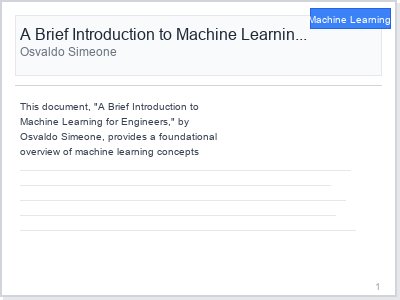 Machine Learning
A Brief Introduction to Machine Learnin...
Osvaldo Simeone
This document, "A Brief Introduction to
Machine Learning for Engineers," by
Osvaldo Simeone, provides a foundational
overview of machine learning concepts
1